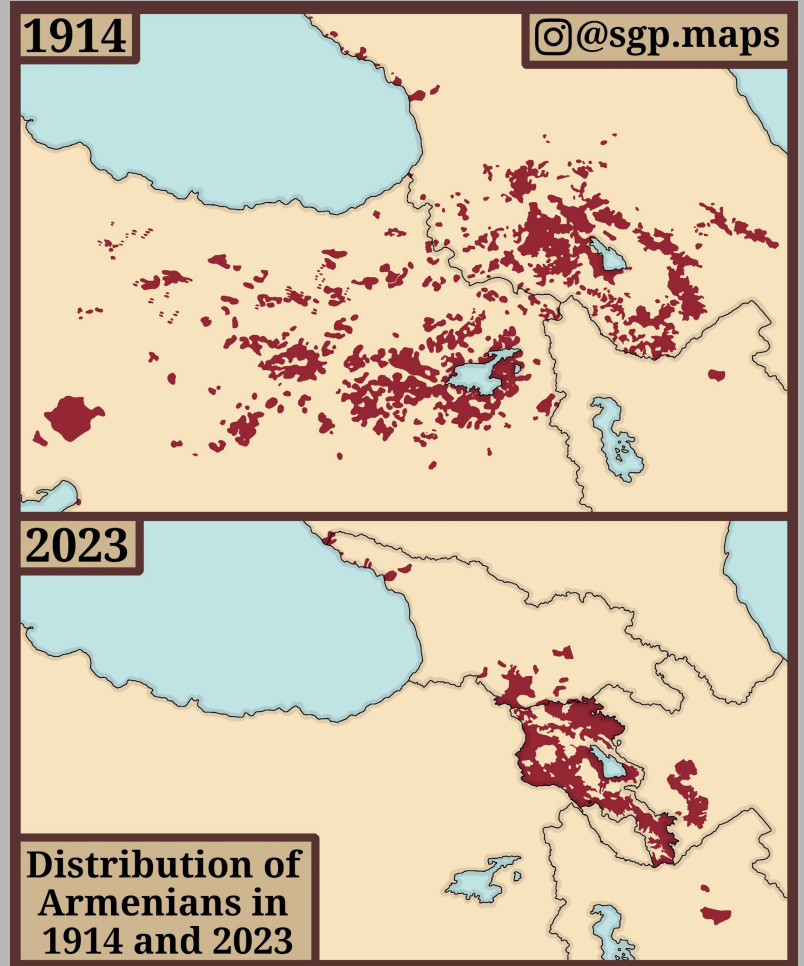 1914
@sgp.maps
2023
Distribution of
Armenians in
1914 and 2023